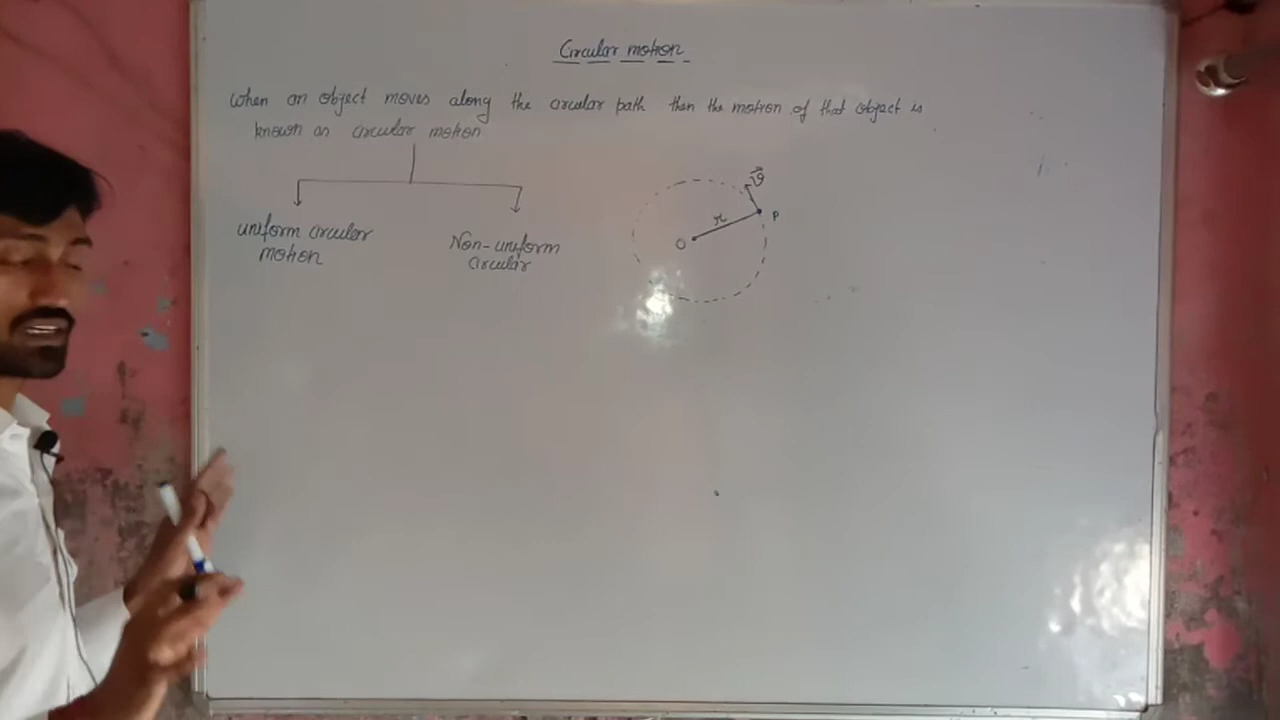 Circular motion
When an object moves along the circular path then the motion of that object is
known as circular motion
uniform circular
motion
Non-uniform
circular
v
r
P
O